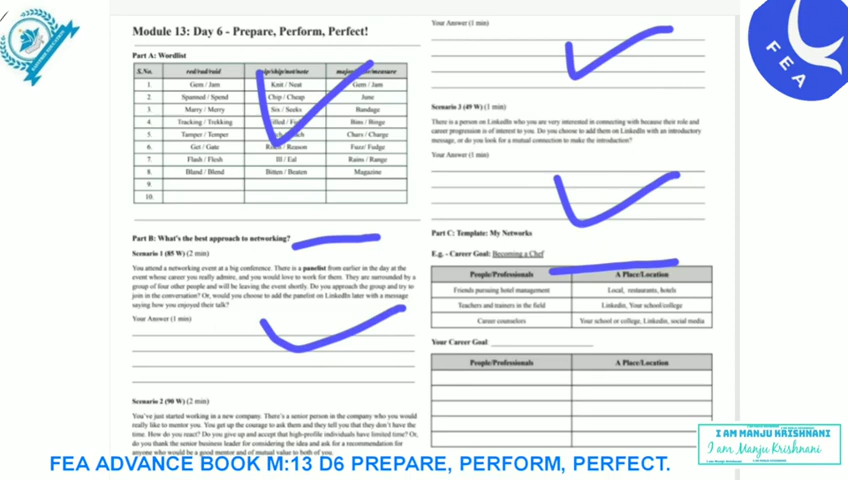 Module 13: Day 6 - Prepare, Perform, Perfect!
Part A: Wordlist
S.No. red/rad/raid
1. Gem / Jam Knit / Neat Gem / Jam
2. Spanned / Spend Chip / Cheap June
3. Marry / Merry Six / Seeks Bandage
4. Tracking / Trekking Bins / Binge
5. Tamper / Temper Chars / Charge
6. Get / Gate / Reason Fuzz/ Fudge
7. Flash / Flesh Ill / Eal Rains / Range
8. Bland / Blend Bitten / Beaten Magazine
9.
10.
Part B: What's the best approach to networking?
Scenario 1 (85 W) (2 min)
You attend a networking event at a big conference. There is a panelist from earlier in the day at the
event whose career you really admire, and you would love to work for them. They are surrounded by a
group of four other people and will be leaving the event shortly. Do you approach the group and try to
join in the conversation? Or, would you choose to add the panelist on LinkedIn later with a message
saying how you enjoyed their talk?
Your Answer (1 min)
Scenario 2 (90 W) (2 min)
You've just started working in a new company. There's a senior person in the company who you would
really like to mentor you. You get up the courage to ask them and they tell you that they don't have the
time. How do you react? Do you give up and accept that high-profile individuals have limited time? Or,
do you thank the senior business leader for considering the idea and ask for a recommendation for
anyone who would be a good mentor and of mutual value to both of you.
Your Answer (1 min)
Scenario 3 (49 W) (1 min)
There is a person on LinkedIn who you are very interested in connecting with because their role and
career progression is of interest to you. Do you choose to add them on LinkedIn with an introductory
message, or do you look for a mutual connection to make the introduction?
Your Answer (1 min)
Part C: Template: My Networks
E.g. - Career Goal: Becoming a Chef
People/Professionals A Place/Location
Friends pursuing hotel management Local, restaurants, hotels
Teachers and trainers in the field Linkedin, Your school/college
Career counselors Your school or college, Linkedin, social media
Your Career Goal:
People/Professionals A Place/Location
FEA
I AM MANJU KRISHNANI
I am Manju Krishnani
FEA ADVANCE BOOK M:13 D6 PREPARE, PERFORM, PERFECT.